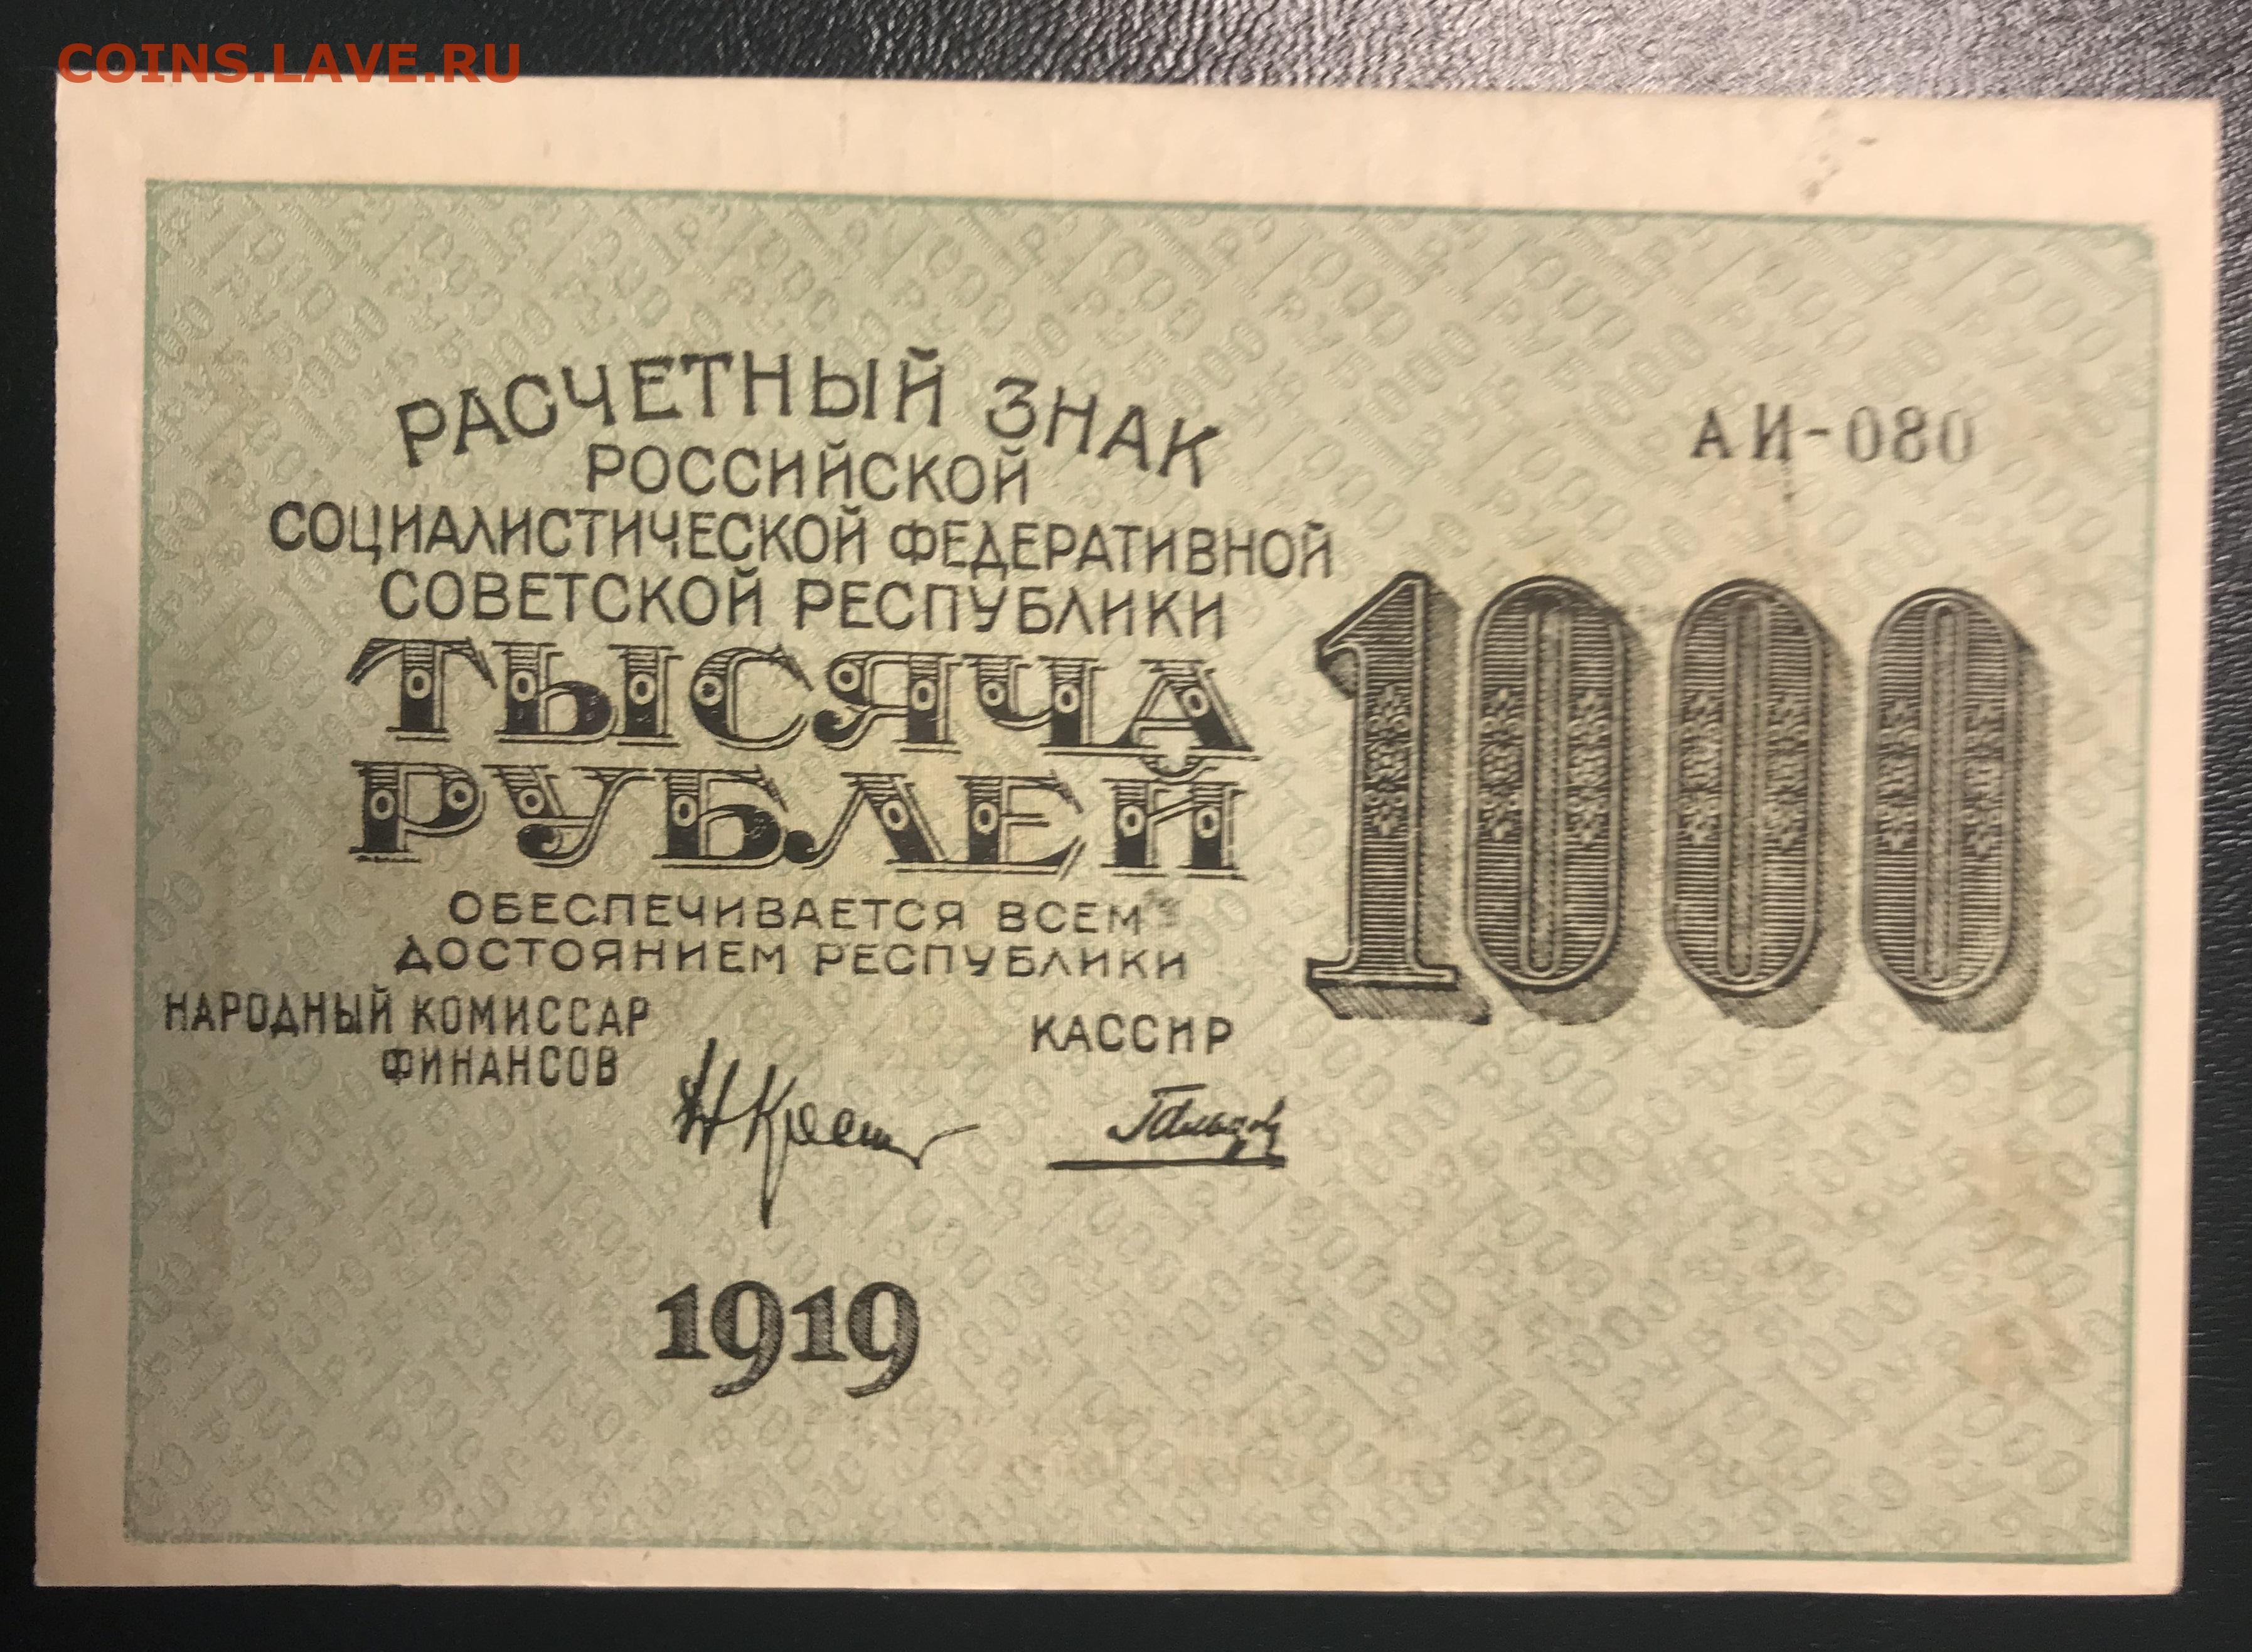 COINS.LAVE.RU
РАСЧЕТНЫЙ ЗНАК
РОССИЙСКОЙ
СОЦИАЛИСТИЧЕСКОЙ ФЕДЕРАТИВНОЙ
СОВЕТСКОЙ РЕСПУБЛИКИ
АИ-080
ТЫСЯЧА
РУБЛЕЙ
1000
ОБЕСПЕЧИВАЕТСЯ ВСЕМ
ДОСТОЯНИЕМ РЕСПУБЛИКИ
НАРОДНЫЙ КОМИССАР
ФИНАНСОВ
КАССИР
1919